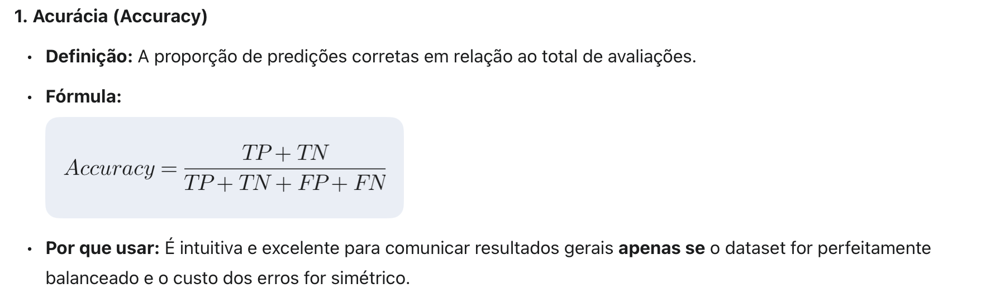 1. Acurácia (Accuracy)
• Definição: A proporção de predições corretas em relação ao total de avaliações.
• Fórmula:
Accuracy = \frac{TP + TN}{TP + TN + FP + FN}
• Por que usar: É intuitiva e excelente para comunicar resultados gerais apenas se o dataset for perfeitamente
balanceado e o custo dos erros for simétrico.